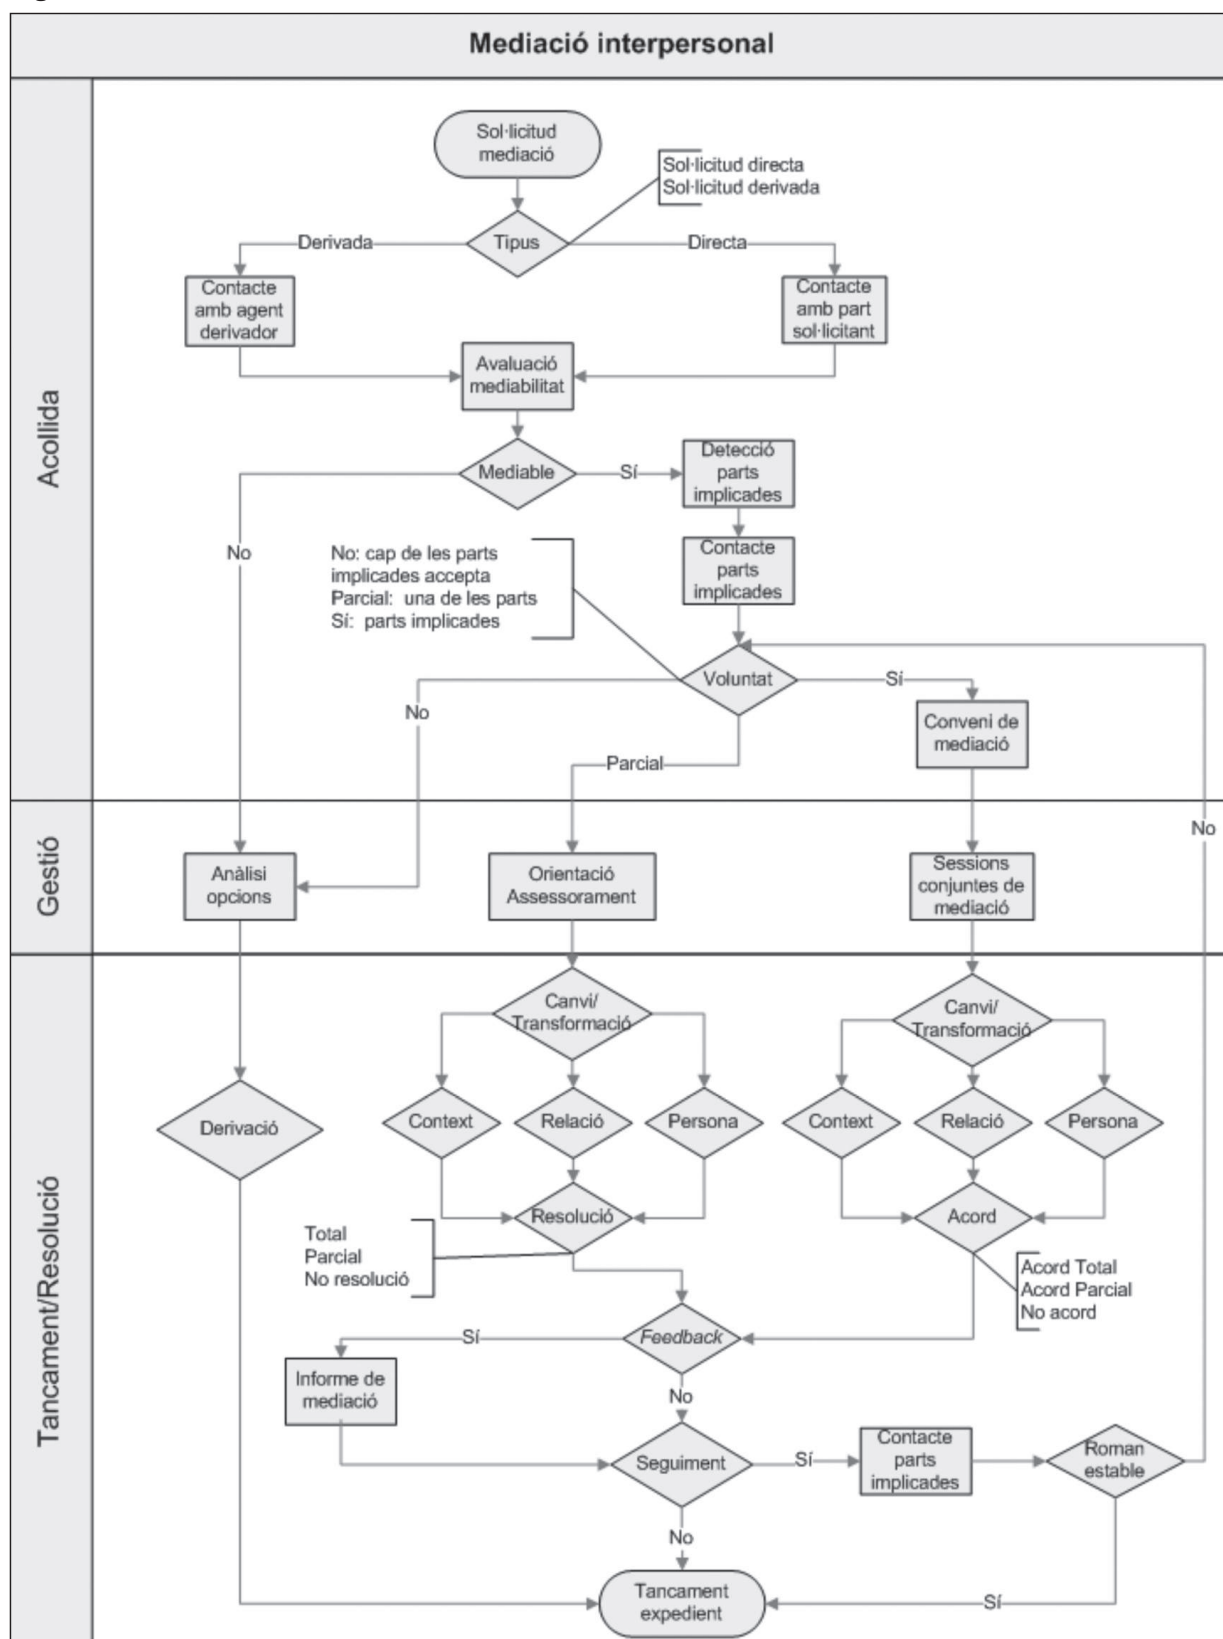 Mediació interpersonal
Acollida
Sol·licitud
mediació
Sol·licitud directa
Sol·licitud derivada
Derivada
Tipus
Directa
Contacte
amb agent
derivador
Contacte
amb part
sol·licitant
Avaluació
mediabilitat
Mediable
Sí
Detecció
parts
implicades
No
No: cap de les parts
implicades accepta
Parcial: una de les parts
Sí: parts implicades
Contacte
parts
implicades
Voluntat
Sí
No
Conveni de
mediació
Parcial
No
Gestió
Anàlisi
opcions
Orientació
Assessorament
Sessions
conjuntes de
mediació
Tancament/Resolució
Canvi/
Transformació
Canvi/
Transformació
Derivació
Context
Relació
Persona
Context
Relació
Persona
Resolució
Acord
Total
Parcial
No resolució
Acord Total
Acord Parcial
No acord
Sí
Feedback
Informe de
mediació
No
Seguiment
Sí
Contacte
parts
implicades
Roman
estable
No
Tancament
expedient
Sí